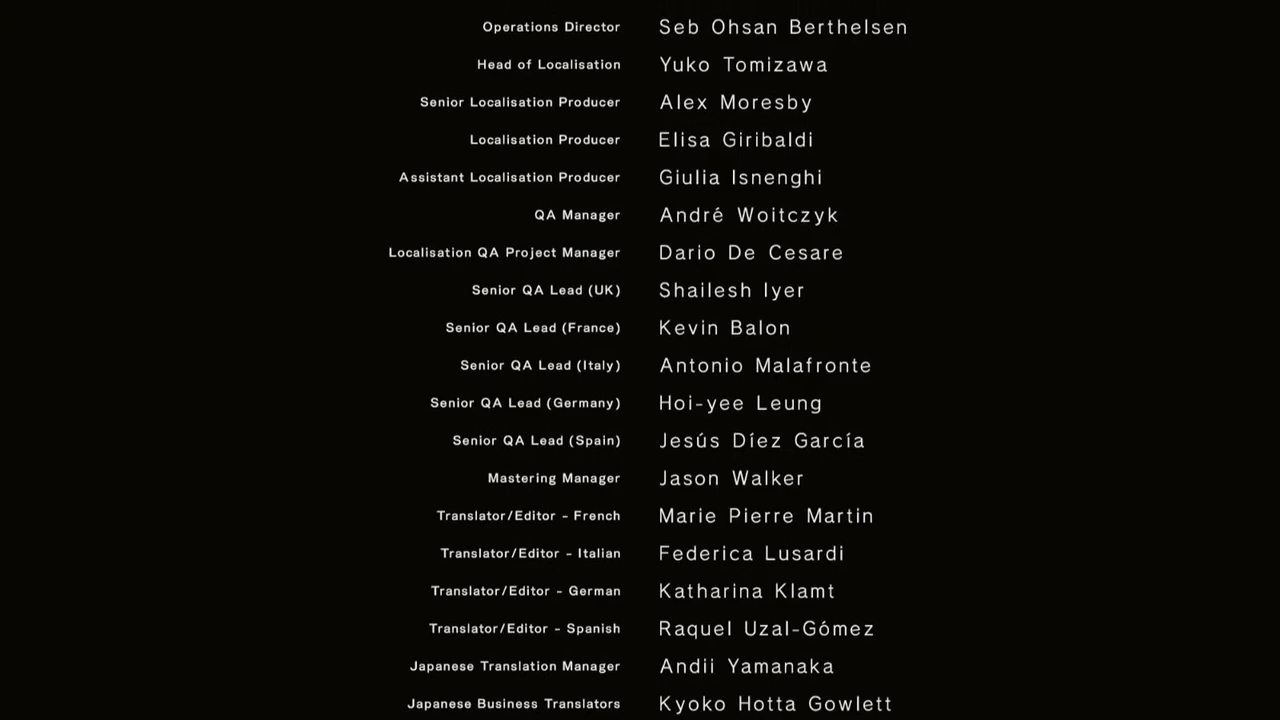 Operations Director Seb Ohsan Berthelsen
Head of Localisation Yuko Tomizawa
Senior Localisation Producer Alex Moresby
Localisation Producer Elisa Giribaldi
Assistant Localisation Producer Giulia Isnenghi
QA Manager André Woitczyk
Localisation QA Project Manager Dario De Cesare
Senior QA Lead (UK) Shailesh Iyer
Senior QA Lead (France) Kevin Balon
Senior QA Lead (Italy) Antonio Malafronte
Senior QA Lead (Germany) Hoi-yee Leung
Senior QA Lead (Spain) Jesús Díez García
Mastering Manager Jason Walker
Translator/Editor - French Marie Pierre Martin
Translator/Editor - Italian Federica Lusardi
Translator/Editor - German Katharina Klamt
Translator/Editor - Spanish Raquel Uzal-Gómez
Japanese Translation Manager Andii Yamanaka
Japanese Business Translators Kyoko Hotta Gowlett